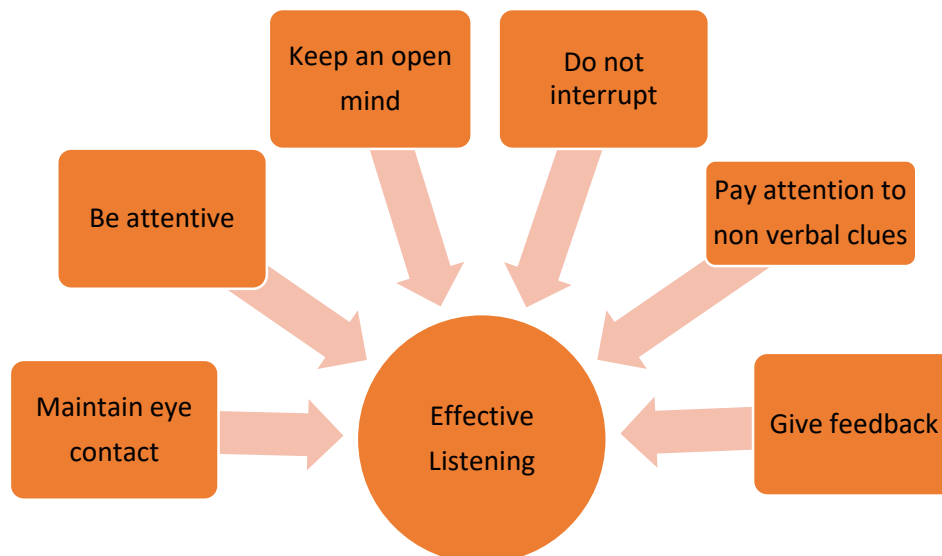 Keep an open
mind
Do not
interrupt
Be attentive
Pay attention to
non verbal clues
Maintain eye
contact
Effective
Listening
Give feedback